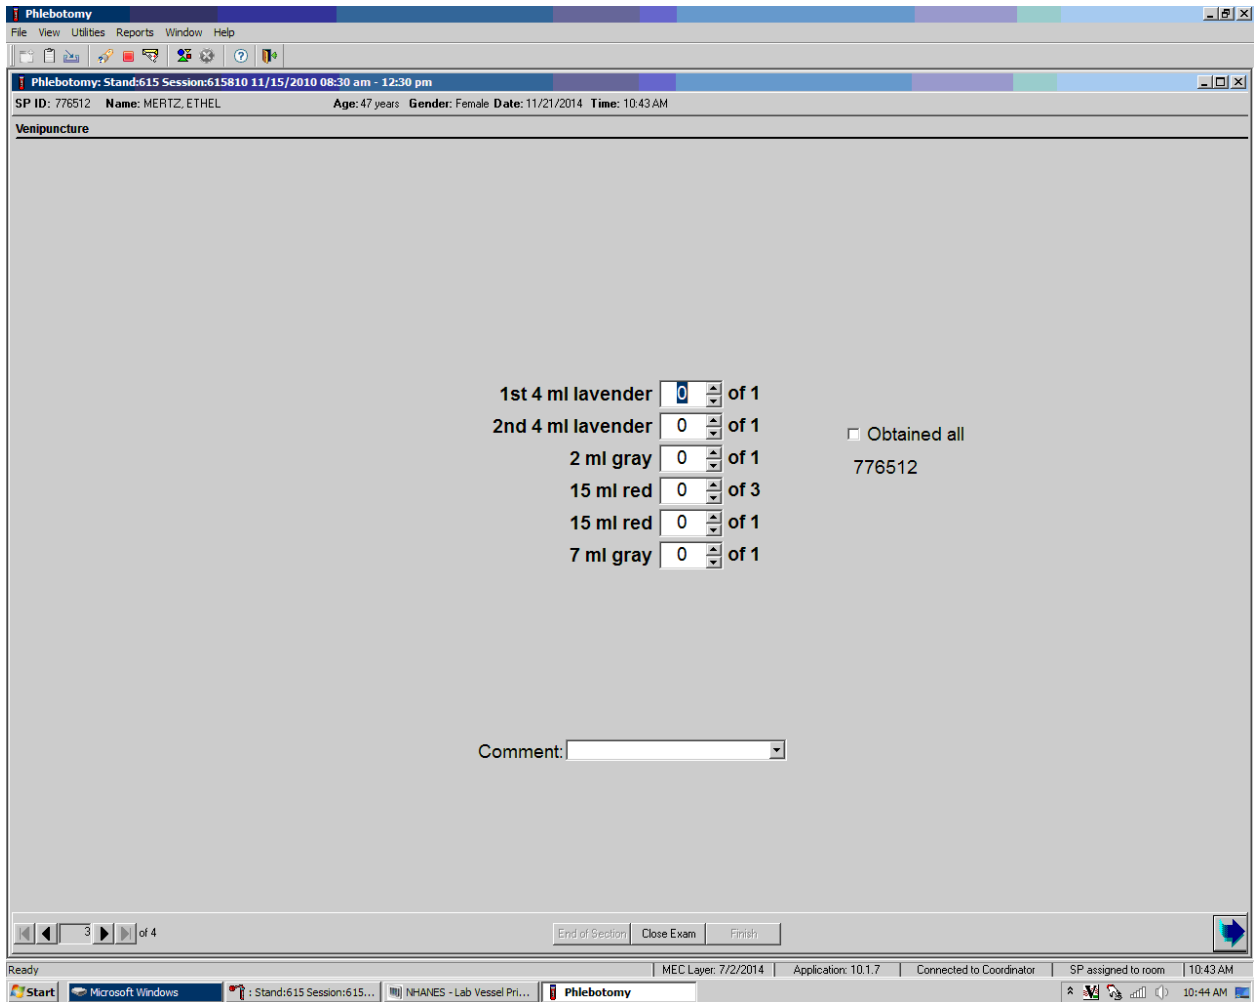 Phlebotomy
File View Utilities Reports Window Help
Phlebotomy: Stand:615 Session:615810 11/15/2010 08:30 am - 12:30 pm
SP ID: 776512 Name: MERTZ, ETHEL Age: 47 years Gender: Female Date: 11/21/2014 Time: 10:43 AM
Venipuncture
1st 4 ml lavender 0 of 1
2nd 4 ml lavender 0 of 1
Obtained all
2 ml gray 0 of 1
776512
15 ml red 0 of 3
15 ml red 0 of 1
7 ml gray 0 of 1
Comment:
3 of 4 End of Section Close Exam Finish
Ready MEC Layer: 7/2/2014 Application: 10.1.7 Connected to Coordinator SP assigned to room 10:43 AM
Start Microsoft Windows : Stand:615 Session:615... NHANES - Lab Vessel Pri... Phlebotomy 10:44 AM